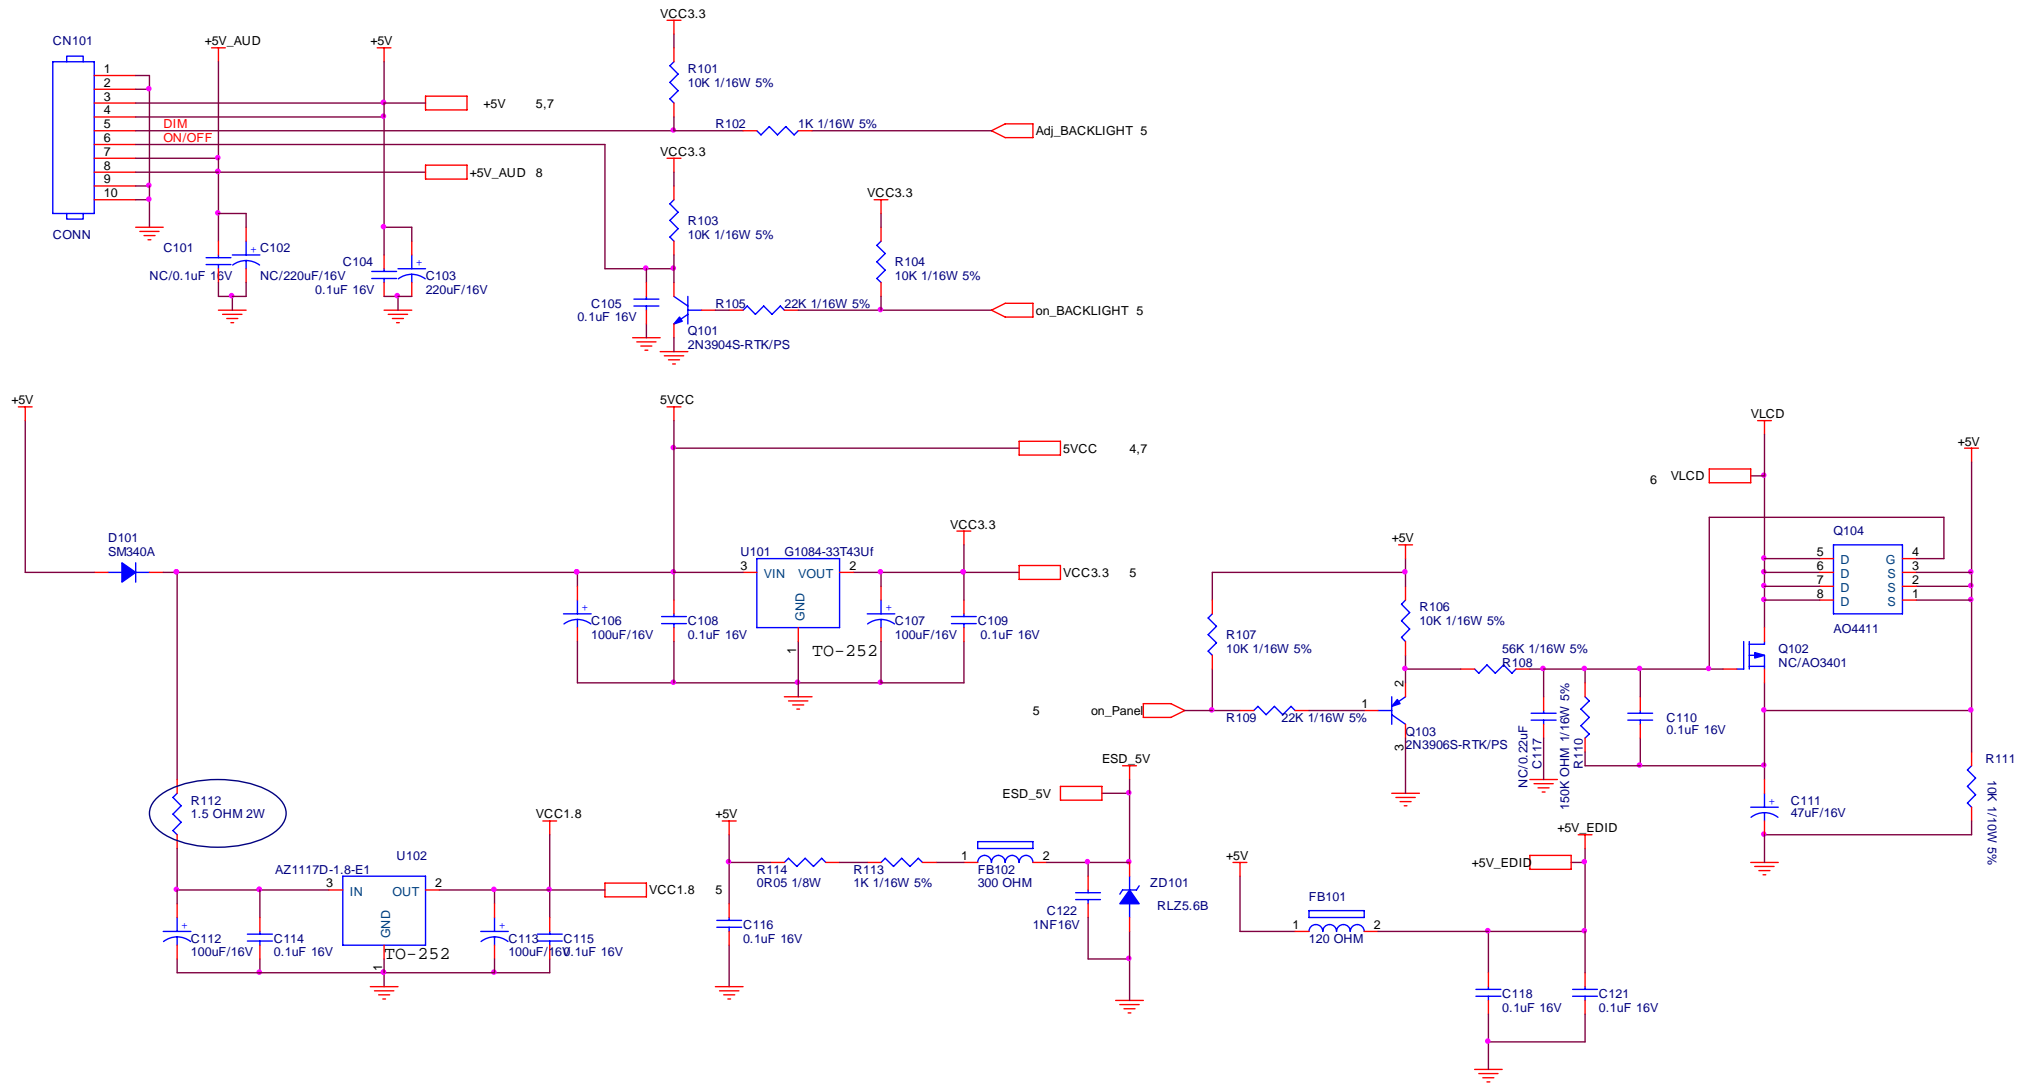 CN101
+5V_AUD
+5V
VCC3.3
1
2
3
4
5
6
7
8
9
10
DIM
ON/OFF
CONN
+5V 5,7
+5V_AUD 8
R101
10K 1/16W 5%
R102 1K 1/16W 5%
Adj_BACKLIGHT 5
VCC3.3
R103
10K 1/16W 5%
VCC3.3
R104
10K 1/16W 5%
C101
NC/0.1uF 16V
C102
NC/220uF/16V
C104
0.1uF 16V
C103
220uF/16V
C105
0.1uF 16V
R105 22K 1/16W 5%
on_BACKLIGHT 5
Q101
2N3904S-RTK/PS
+5V
5VCC
5VCC 4,7
D101
SM340A
U101 G1084-33T43Uf
3 VIN VOUT 2
GND
1
TO-252
VCC3.3
VCC3.3 5
C106
100uF/16V
C108
0.1uF 16V
C107
100uF/16V
C109
0.1uF 16V
R112
1.5 OHM 2W
U102
AZ1117D-1.8-E1
3 IN OUT 2
GND
1
TO-252
VCC1.8
VCC1.8 5
C112
100uF/16V
C114
0.1uF 16V
C113
100uF/16V
C115
0.1uF 16V
+5V
R114
0R05 1/8W
R113
1K 1/16W 5%
1 2
FB102
300 OHM
C116
0.1uF 16V
C122
1NF16V
ESD_5V
ESD_5V
ZD101
RLZ5.6B
5 on_Panel
R107
10K 1/16W 5%
R109 22K 1/16W 5%
+5V
R106
10K 1/16W 5%
1
2
3
Q103
2N3906S-RTK/PS
56K 1/16W 5%
R108
NC/0.22uF
C117
150K OHM 1/16W 5%
R110
C110
0.1uF 16V
VLCD
6 VLCD
+5V
Q104
5 D G 4
6 D S 3
7 D S 2
8 D S 1
AO4411
Q102
NC/AO3401
C111
47uF/16V
R111
10K 1/10W 5%
+5V
FB101
1 2
120 OHM
+5V_EDID
+5V_EDID
C118
0.1uF 16V
C121
0.1uF 16V